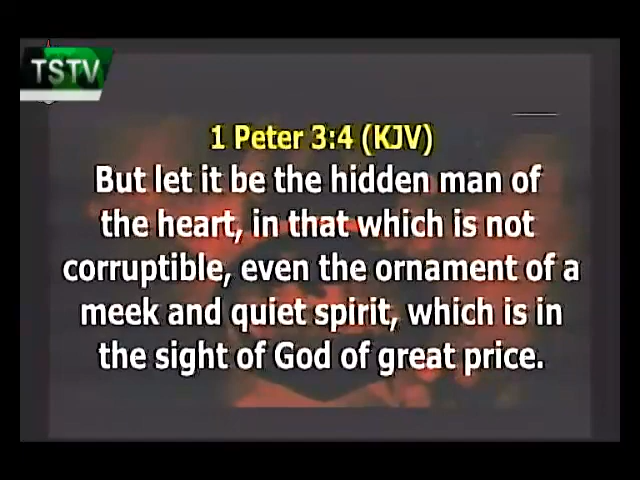 TSTV
1 Peter 3:4 (KJV)
But let it be the hidden man of
the heart, in that which is not
corruptible, even the ornament of a
meek and quiet spirit, which is in
the sight of God of great price.